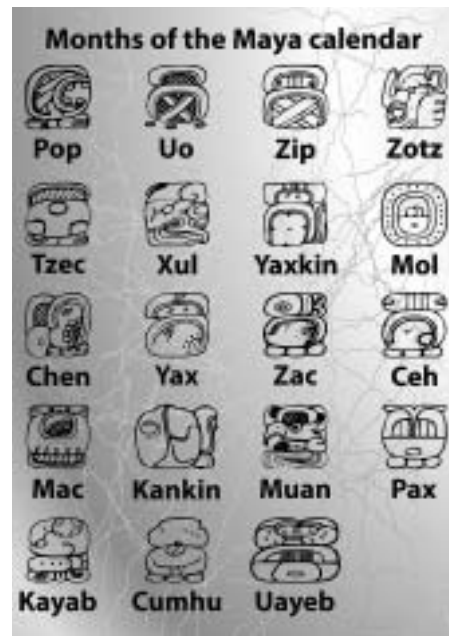 Months of the Maya calendar
Pop Uo Zip Zotz
Tzec Xul Yaxkin Mol
Chen Yax Zac Ceh
Mac Kankin Muan Pax
Kayab Cumhu Uayeb